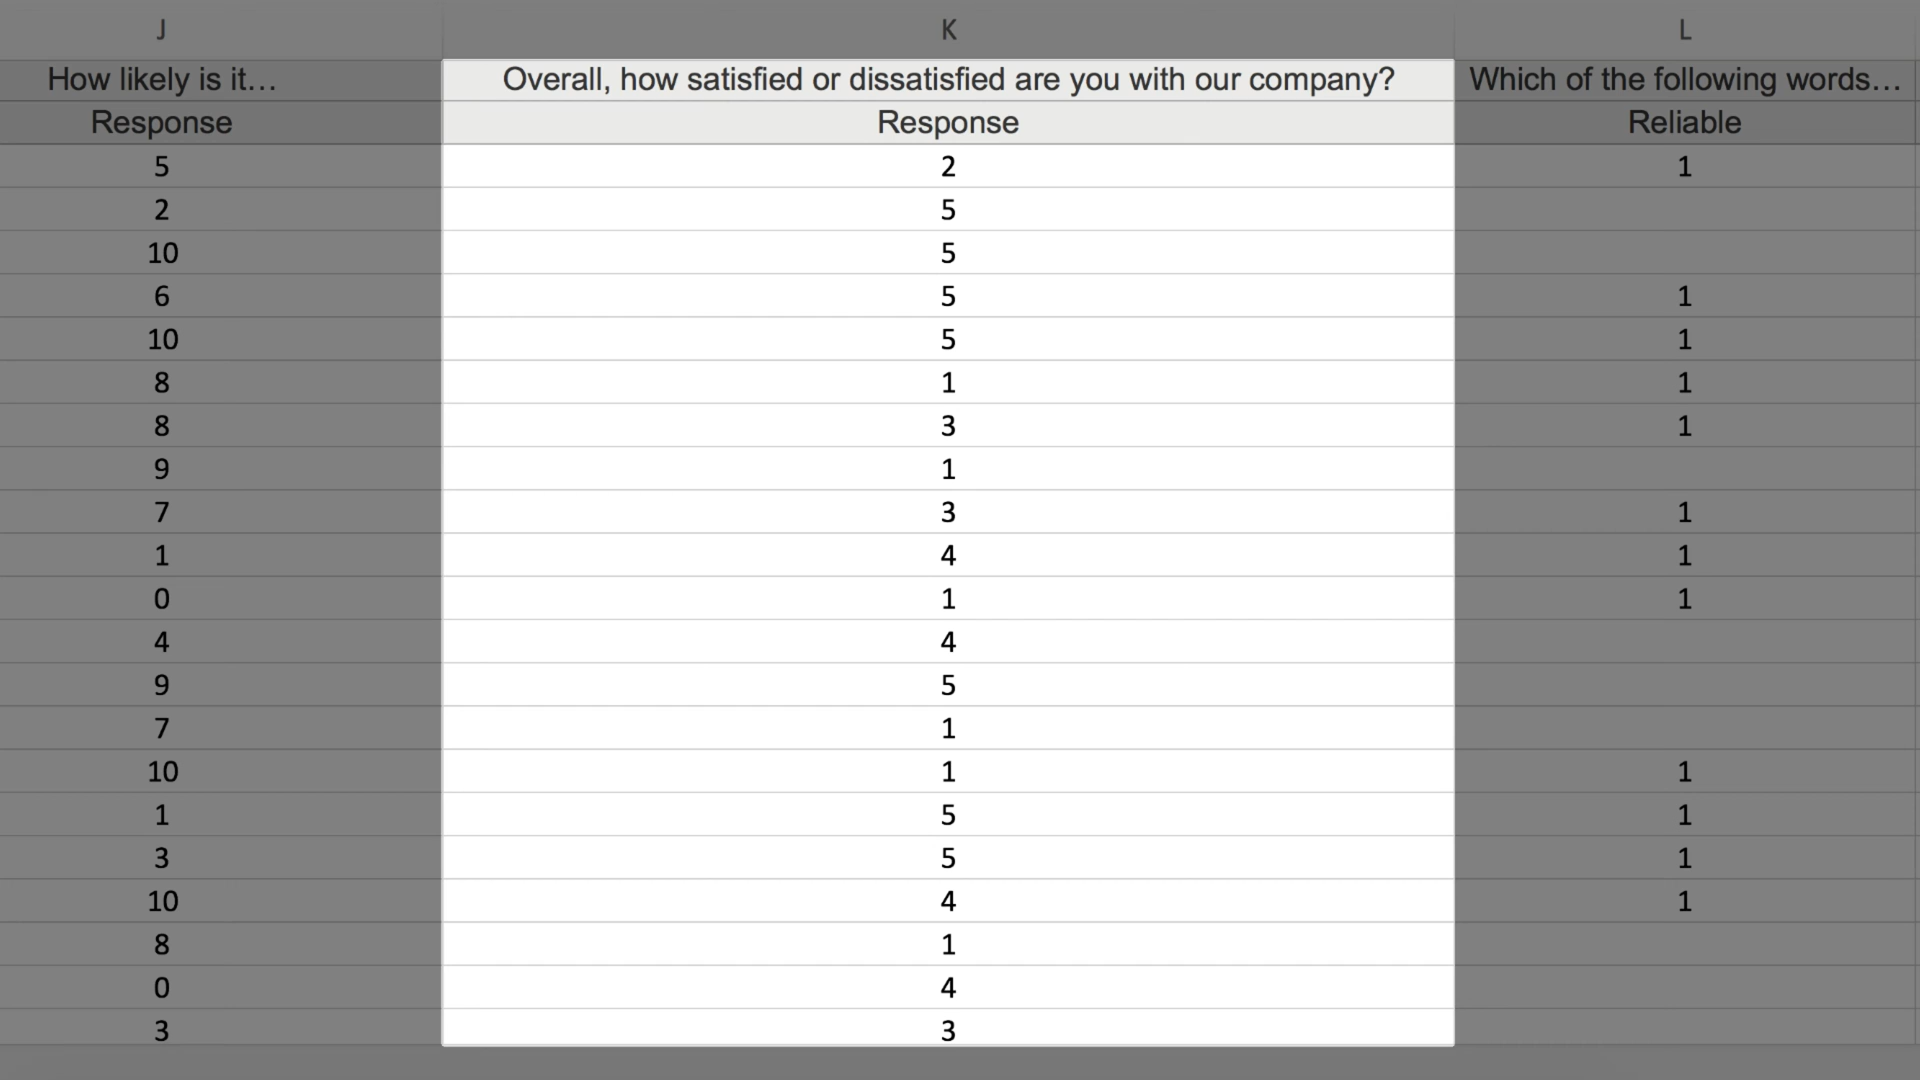 J K L
How likely is it... Overall, how satisfied or dissatisfied are you with our company? Which of the following words...
Response Response Reliable
5 2 1
2 5
10 5
6 5 1
10 5 1
8 1 1
8 3 1
9 1
7 3 1
1 4 1
0 1 1
4 4
9 5
7 1
10 1 1
1 5 1
3 5 1
10 4 1
8 1
0 4
3 3